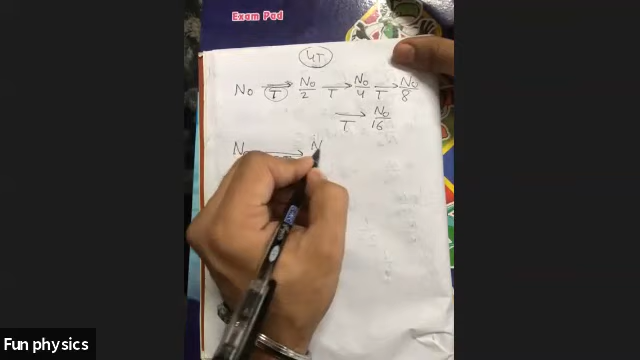 Exam Pad
4T
No → T No/2 → T No/4 → T No/8
→ T No/16
N → N
Fun physics